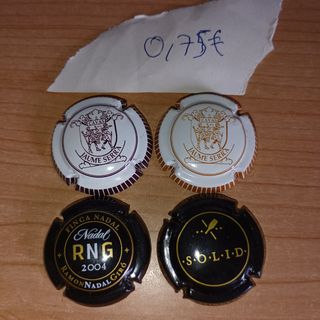 0,75€
JAUME SERRA
JAUME SERRA
FINCA NADAL
Nadal
RNG
2004
RAMON NADAL GIRÓ
·S·O·L·I·D·